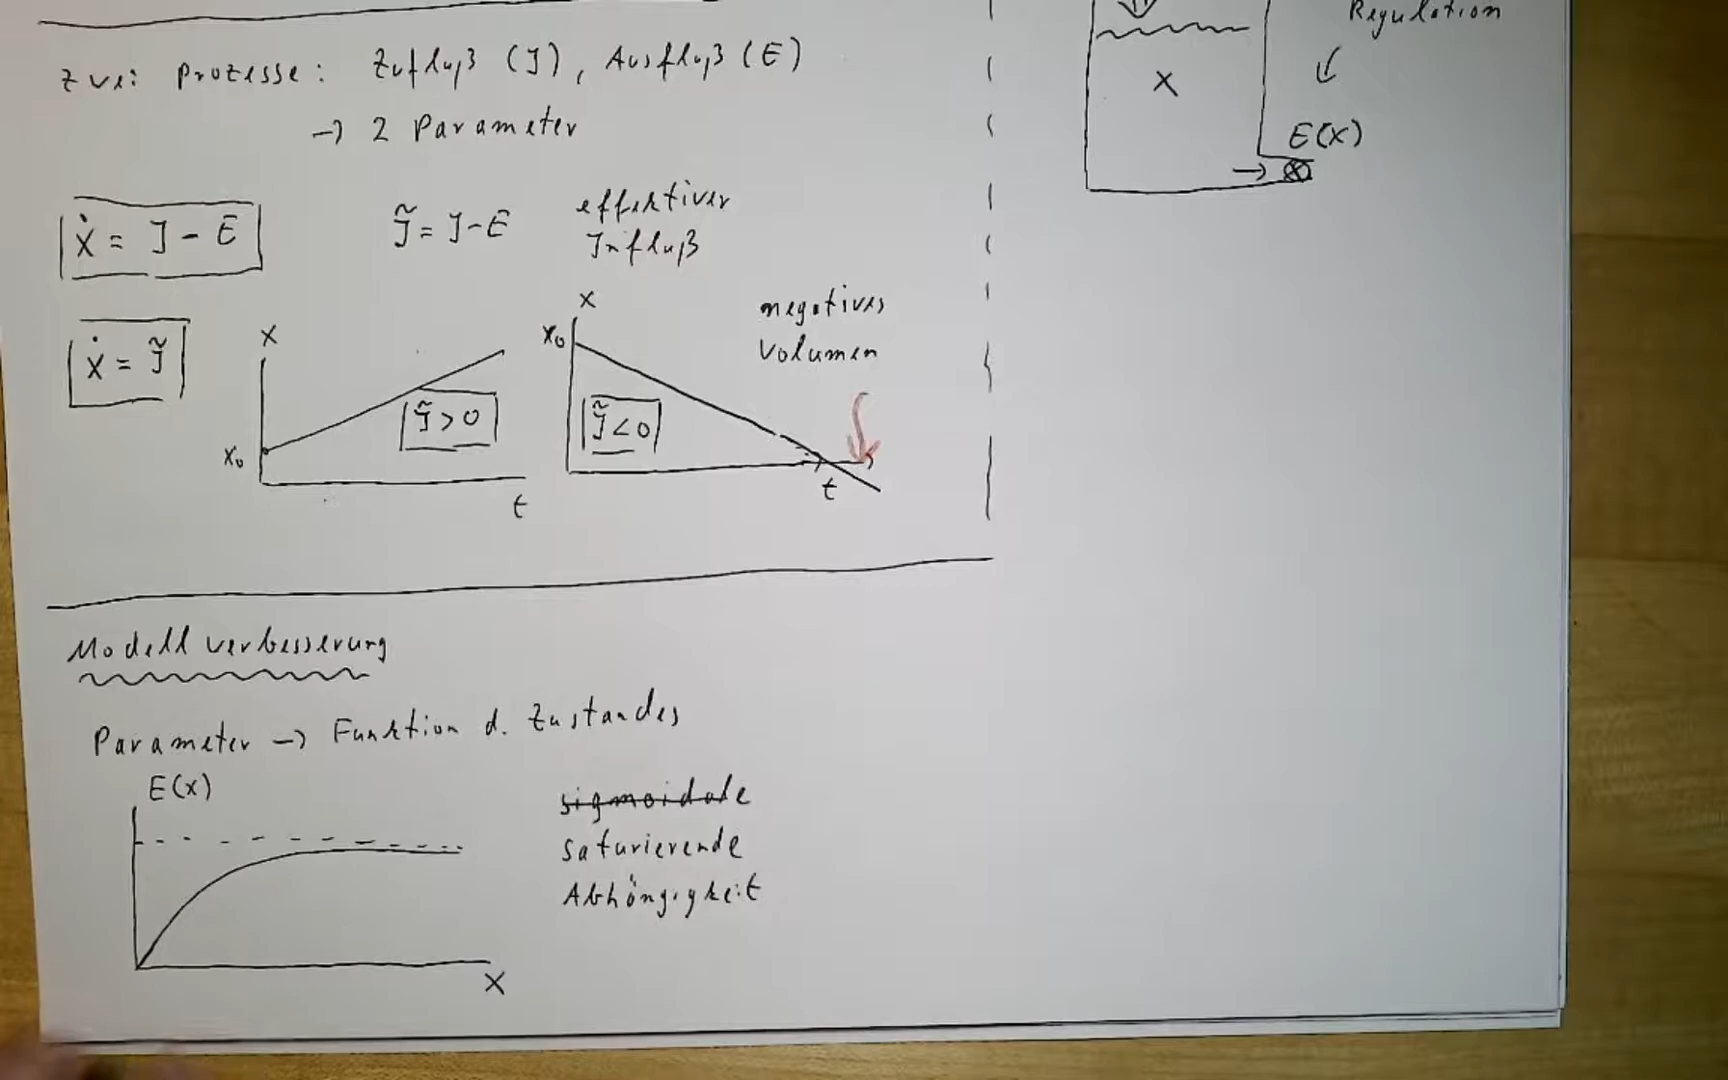 zwei Prozesse: Zufluß (J), Ausfluß (E)
→ 2 Parameter
ẋ = J - E
J̃ = J-E
effektiver
Influß
ẋ = J̃
x
x₀
J̃ > 0
t
x
x₀
J̃ < 0
t
negatives
Volumen
Modellverbesserung
Parameter → Funktion d. Zustandes
E(x)
x
sigmoidale
saturierende
Abhängigkeit
Regulation
x
E(x)